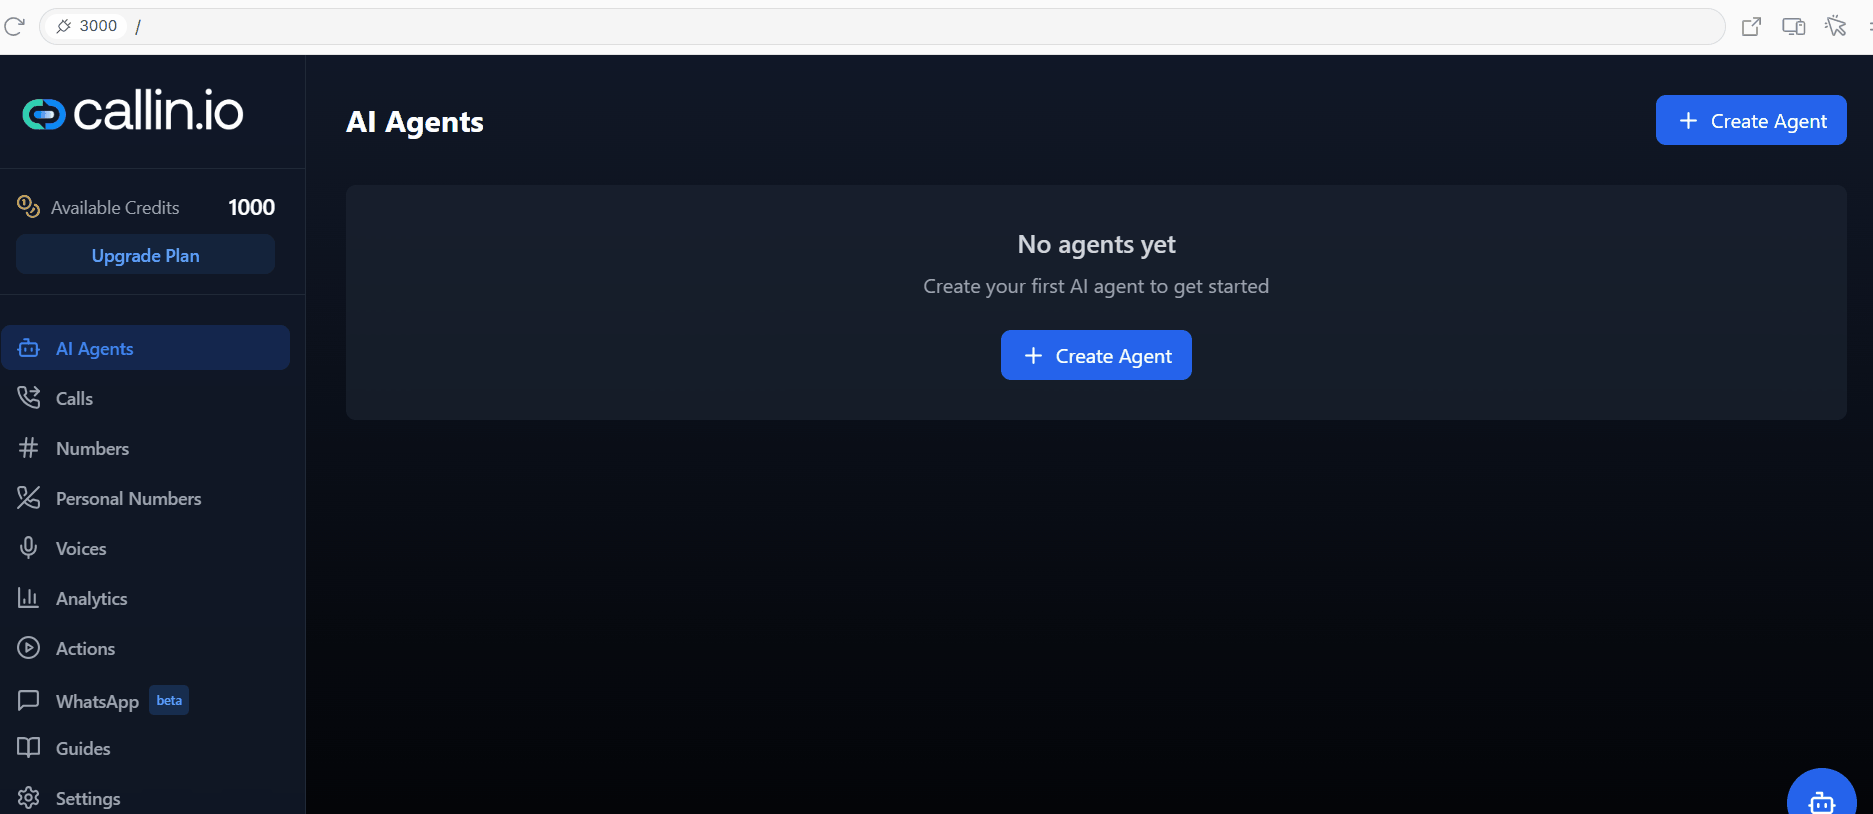 3000 /
callin.io
Available Credits 1000
Upgrade Plan
AI Agents
Calls
Numbers
Personal Numbers
Voices
Analytics
Actions
WhatsApp beta
Guides
Settings
AI Agents
Create Agent
No agents yet
Create your first AI agent to get started
Create Agent